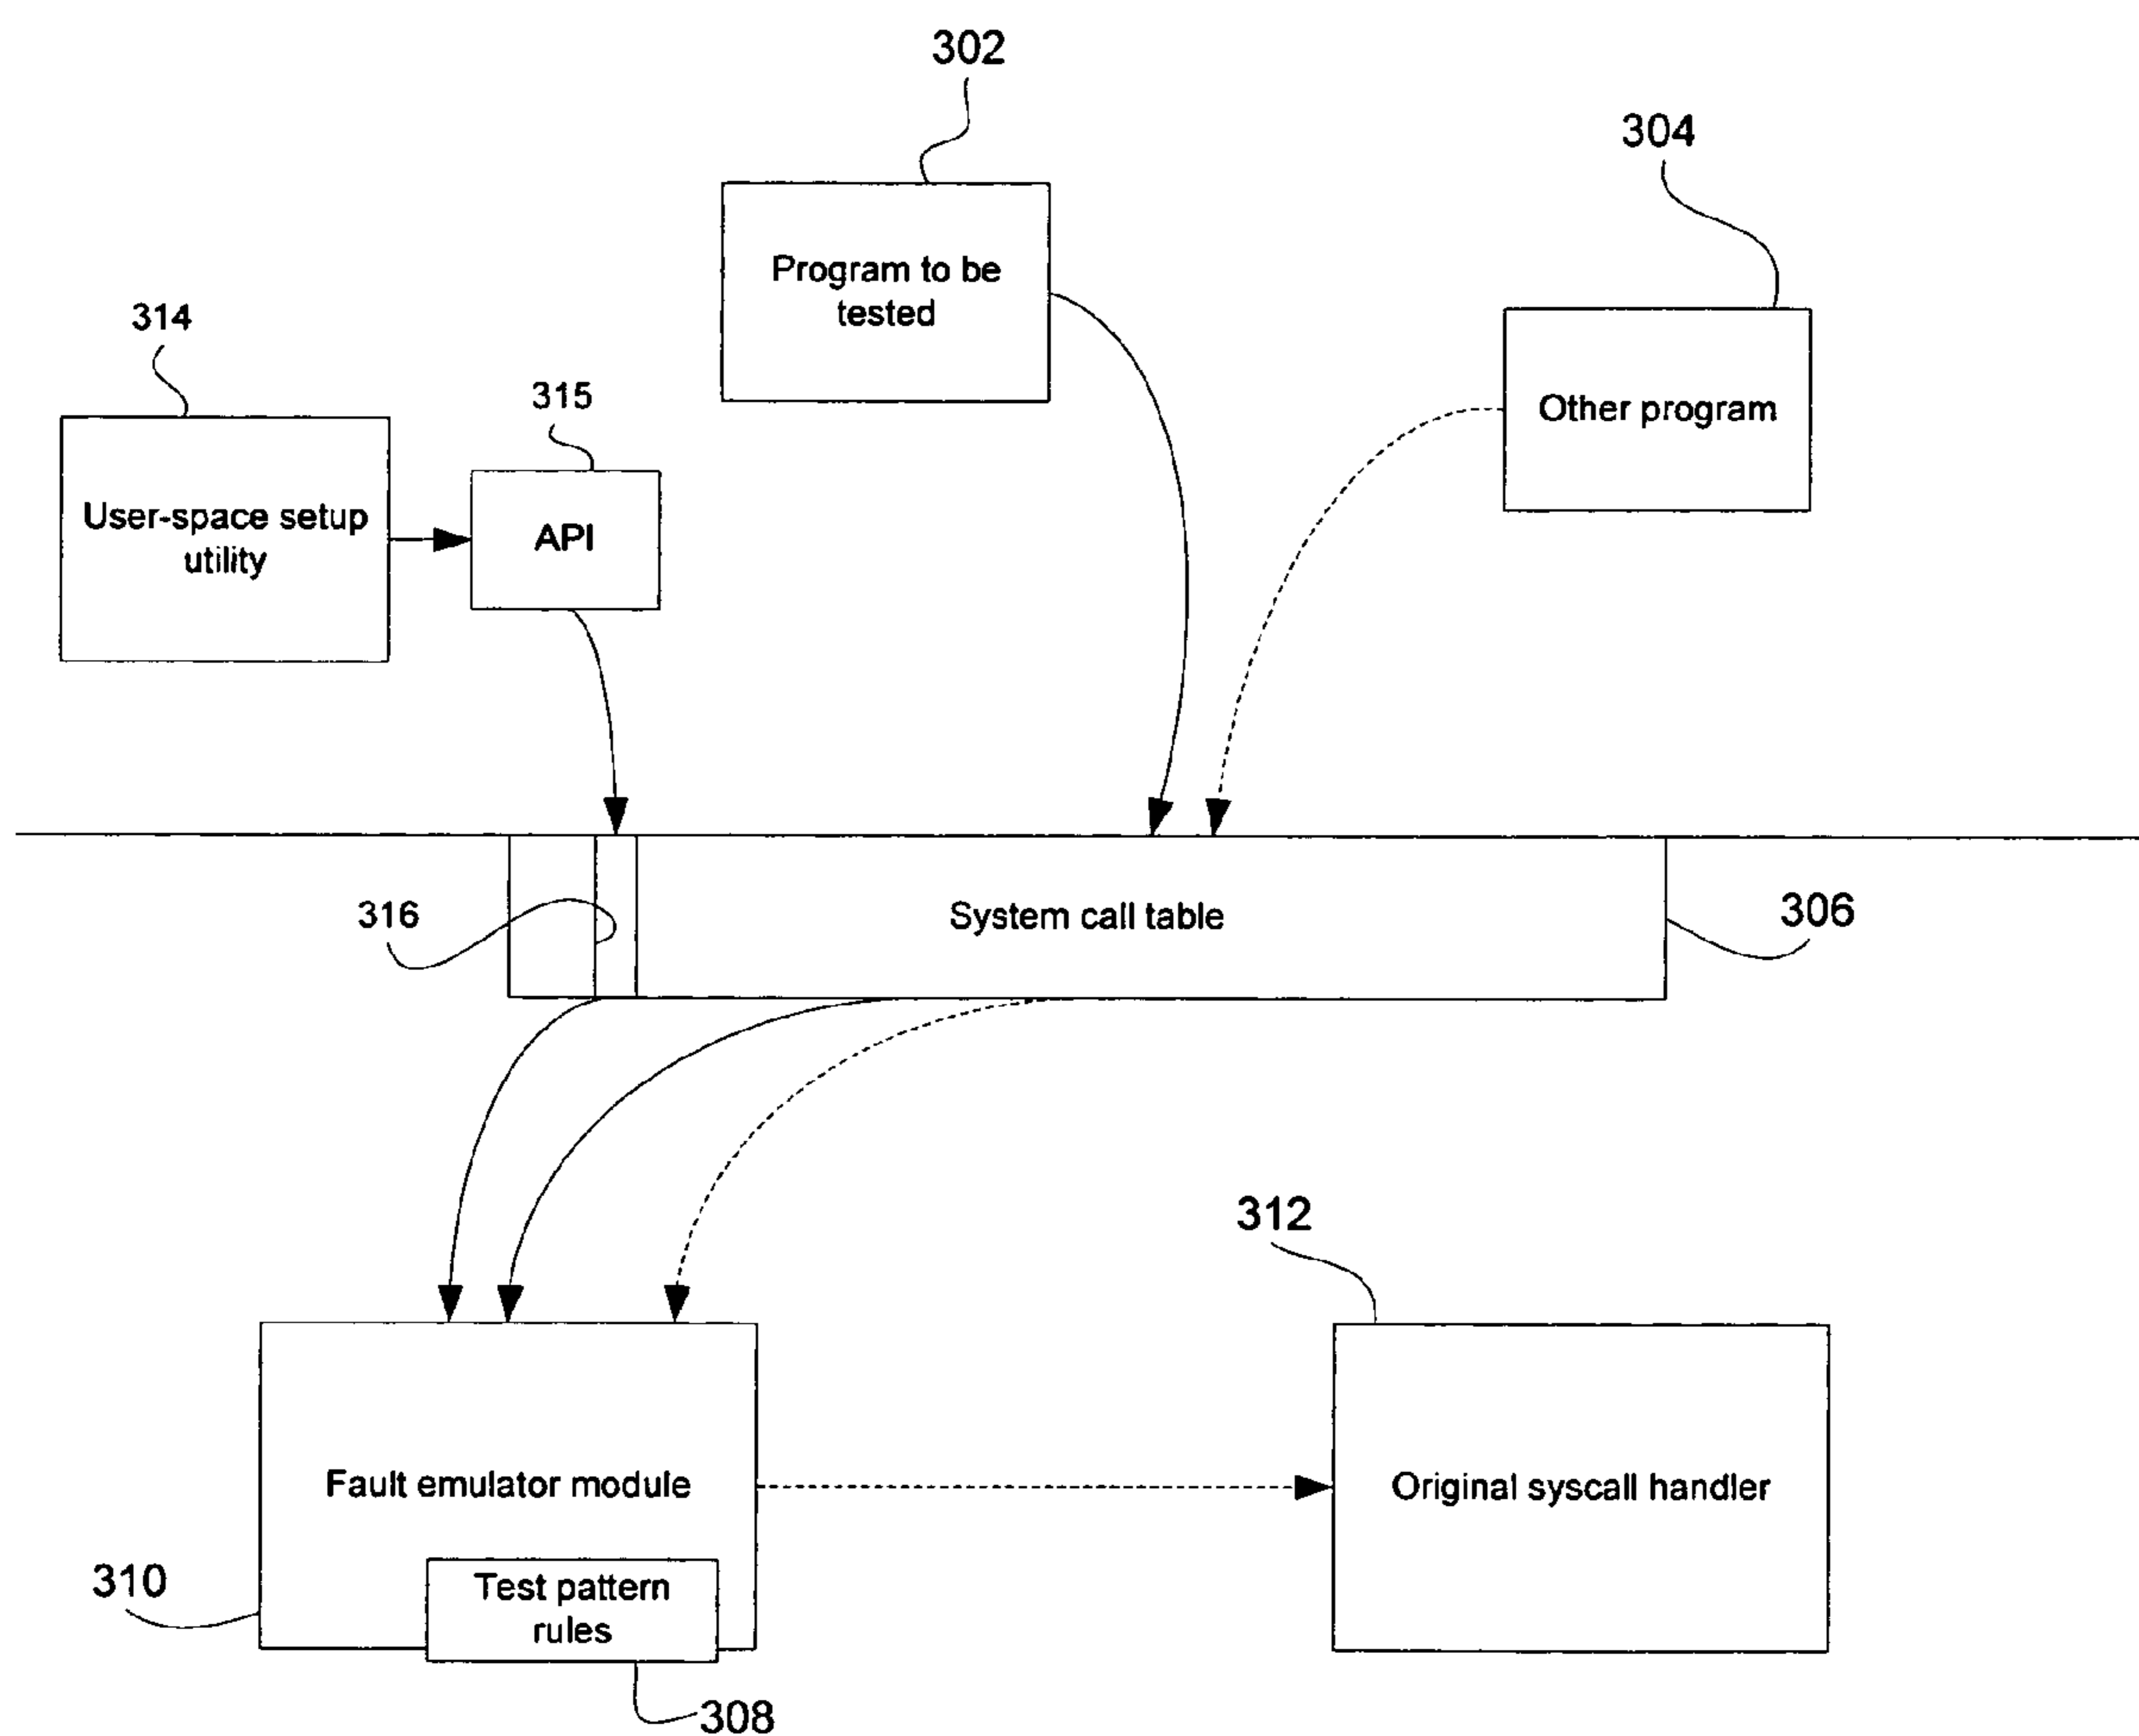 302
304
Program to be
tested
314
315
Other program
User-space setup
utility
API
316
System call table
306
312
Fault emulator module
Original syscall handler
310
Test pattern
rules
308